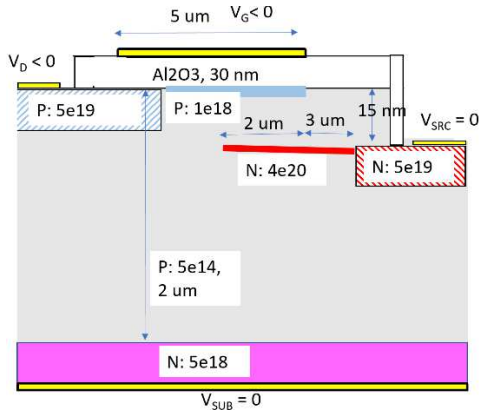 5 um
V_G< 0
V_D < 0
Al2O3, 30 nm
P: 5e19
P: 1e18
15 nm
2 um
3 um
V_SRC = 0
N: 4e20
N: 5e19
P: 5e14,
2 um
N: 5e18
V_SUB = 0